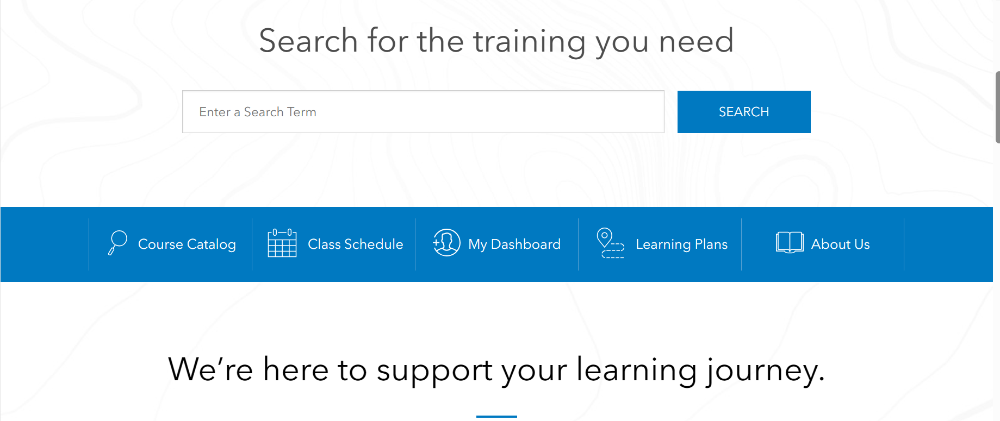 Search for the training you need
Enter a Search Term
SEARCH
Course Catalog
Class Schedule
My Dashboard
Learning Plans
About Us
We’re here to support your learning journey.